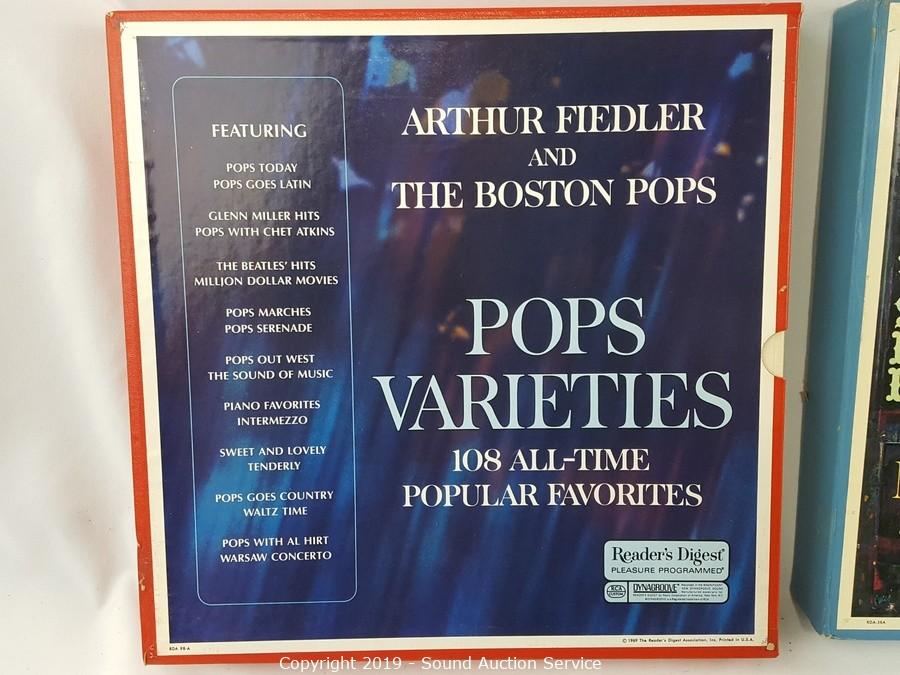 FEATURING
POPS TODAY
POPS GOES LATIN
GLENN MILLER HITS
POPS WITH CHET ATKINS
THE BEATLES' HITS
MILLION DOLLAR MOVIES
POPS MARCHES
POPS SERENADE
POPS OUT WEST
THE SOUND OF MUSIC
PIANO FAVORITES
INTERMEZZO
SWEET AND LOVELY
TENDERLY
POPS GOES COUNTRY
WALTZ TIME
POPS WITH AL HIRT
WARSAW CONCERTO
ARTHUR FIEDLER
AND
THE BOSTON POPS
POPS
VARIETIES
108 ALL-TIME
POPULAR FAVORITES
Reader's Digest®
PLEASURE PROGRAMMED®
RCA
CUSTOM
DYNAGROOVE
© 1969 The Reader's Digest Association, Inc. Printed in U.S.A.
RDA 98-A
RDA-38A
Copyright 2019 - Sound Auction Service